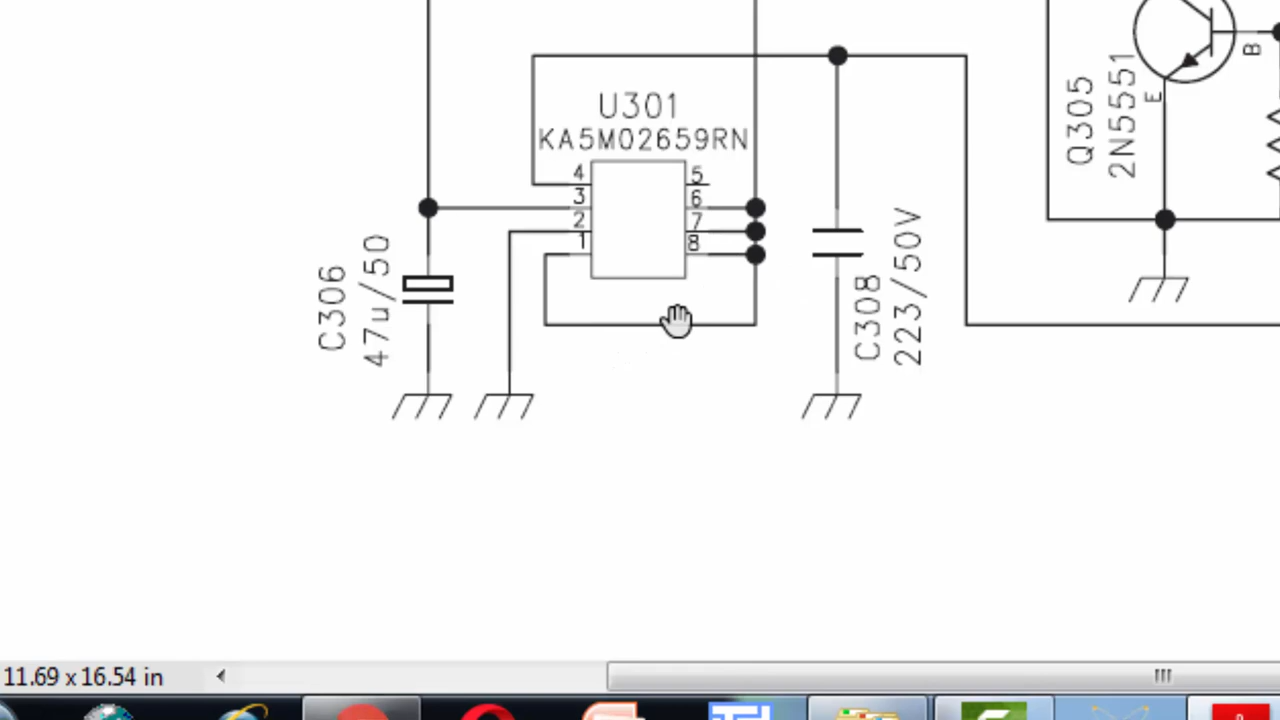 U301
KA5M02659RN
4
3
2
1
5
6
7
8
C306
47u/50
C308
223/50V
Q305
2N5551
B
E
11.69 x 16.54 in